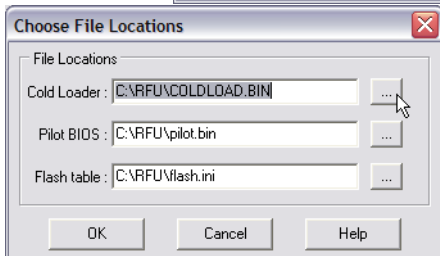 Choose File Locations
File Locations
Cold Loader : C:\RFU\COLDLOAD.BIN ...
Pilot BIOS : C:\RFU\pilot.bin ...
Flash table : C:\RFU\flash.ini ...
OK Cancel Help